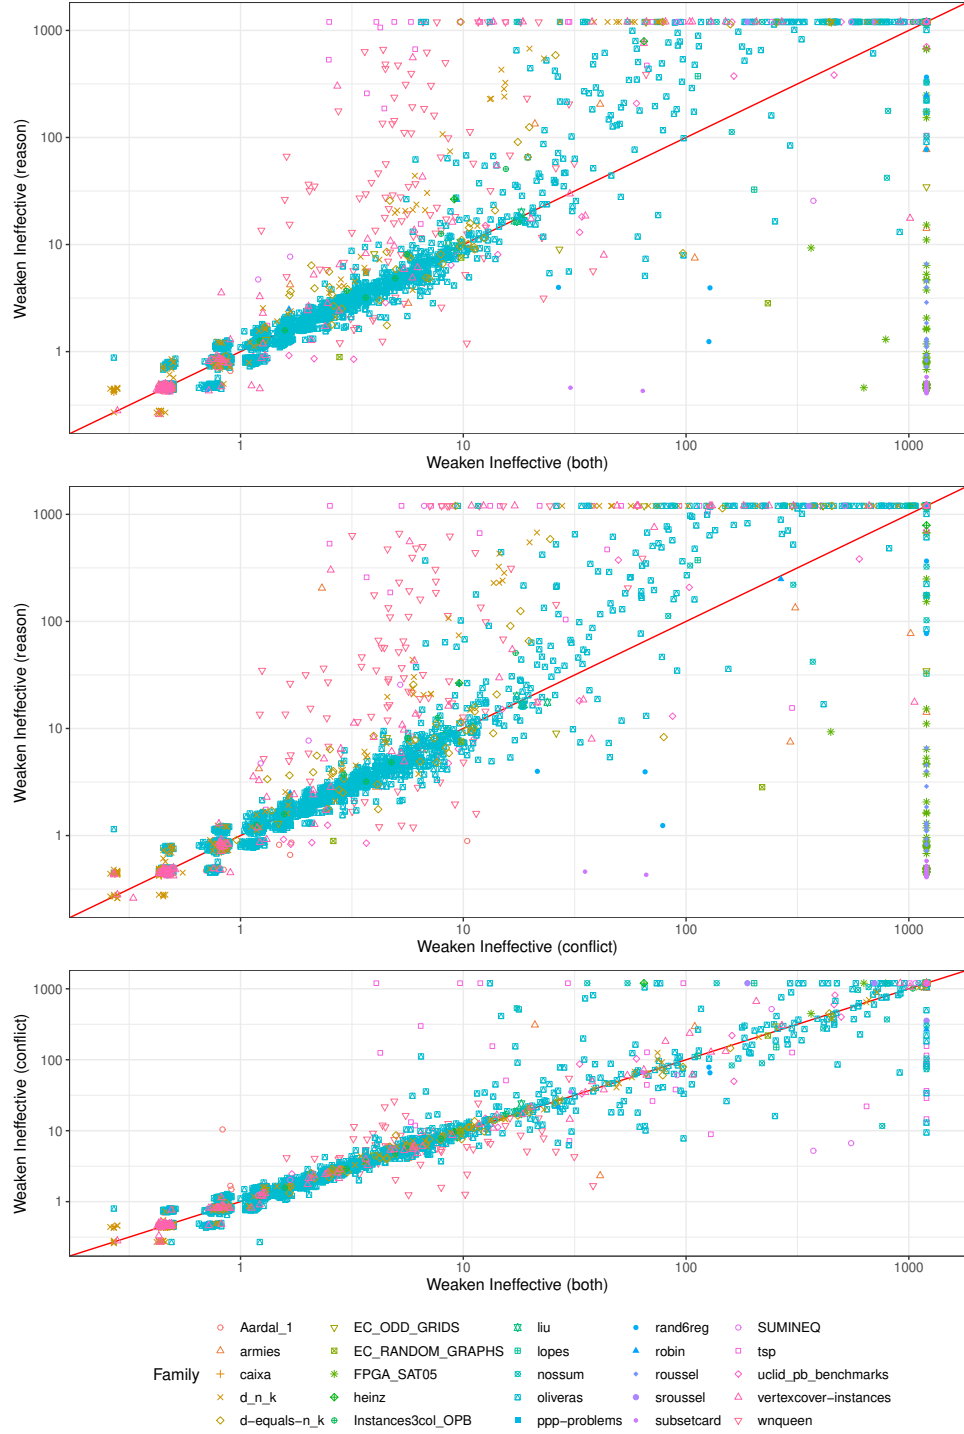 1000
100
10
1
Weaken Ineffective (reason)
1 10 100 1000
Weaken Ineffective (both)
1000
100
10
1
Weaken Ineffective (reason)
1 10 100 1000
Weaken Ineffective (conflict)
1000
100
10
1
Weaken Ineffective (conflict)
1 10 100 1000
Weaken Ineffective (both)
Family
Aardal_1 EC_ODD_GRIDS liu rand6reg SUMINEQ
armies EC_RANDOM_GRAPHS lopes robin tsp
caixa FPGA_SAT05 nossum roussel uclid_pb_benchmarks
d_n_k heinz oliveras sroussel vertexcover-instances
d-equals-n_k Instances3col_OPB ppp-problems subsetcard wnqueen